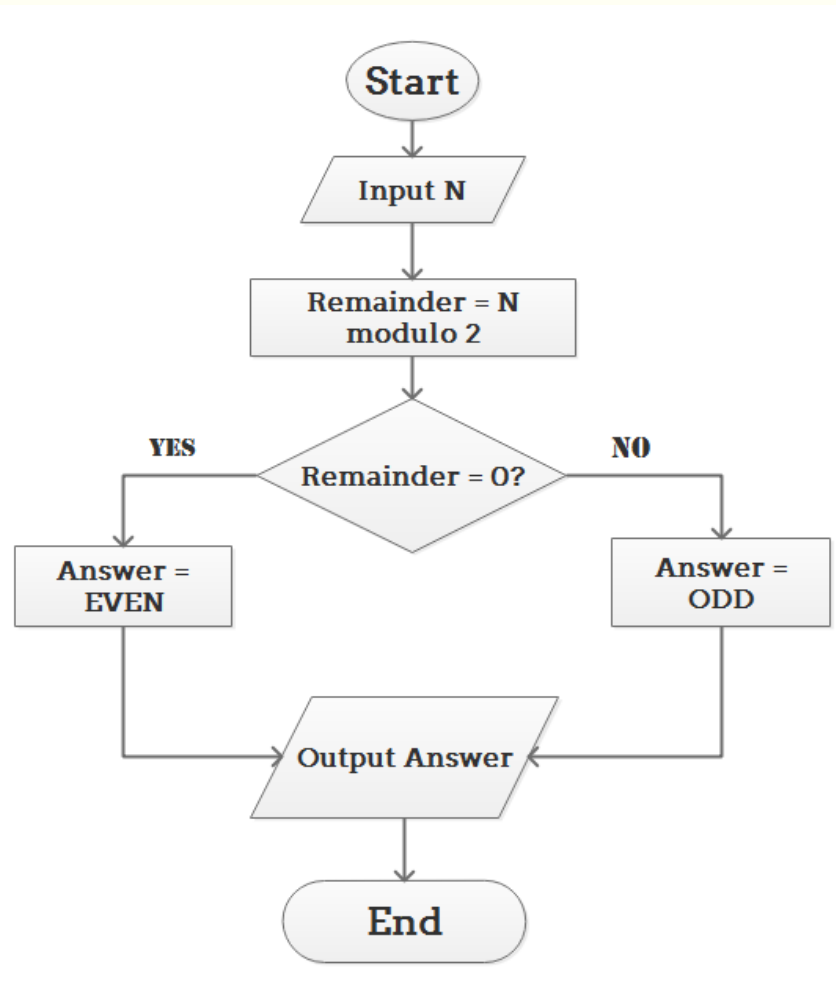 Start
Input N
Remainder = N
modulo 2
Remainder = 0?
YES
NO
Answer =
EVEN
Answer =
ODD
Output Answer
End